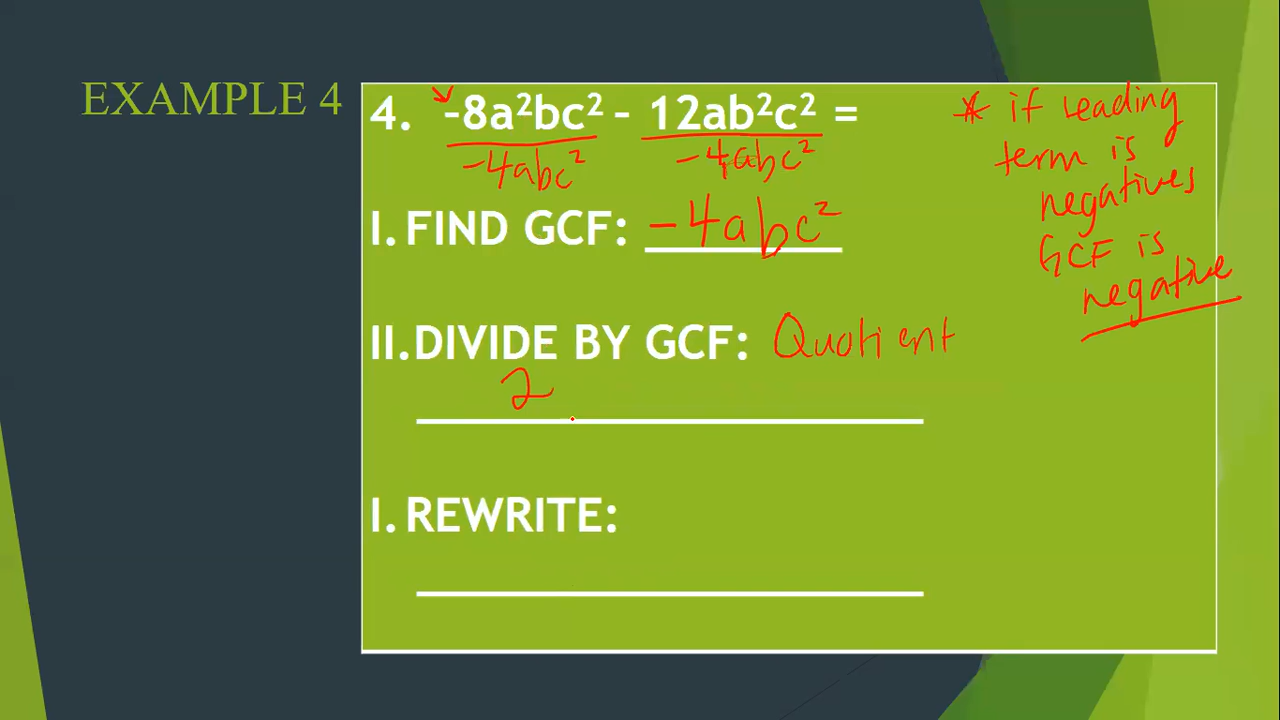 EXAMPLE 4
4. -8a²bc² - 12ab²c² =
-4abc² -4abc²
I. FIND GCF: -4abc²
* if leading
term is
negatives
GCF is
negative
II. DIVIDE BY GCF: Quotient
2
I. REWRITE: